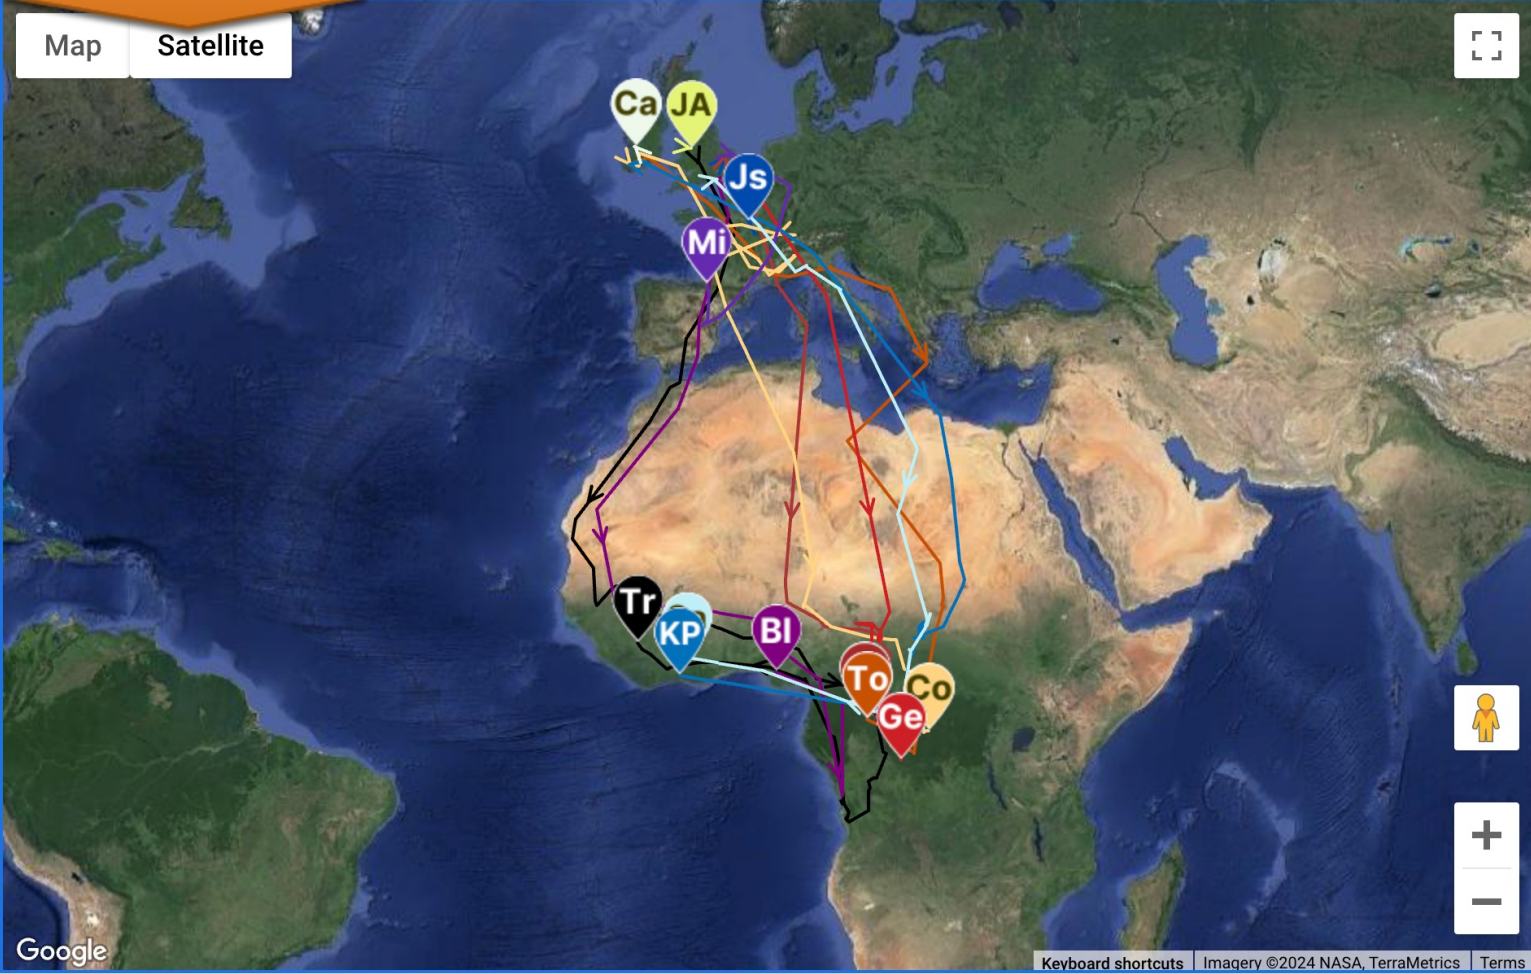 Map
Satellite
Ca
JA
Js
Mi
Tr
KP
Bl
To
Co
Ge
Google
Keyboard shortcuts
Imagery ©2024 NASA, TerraMetrics
Terms